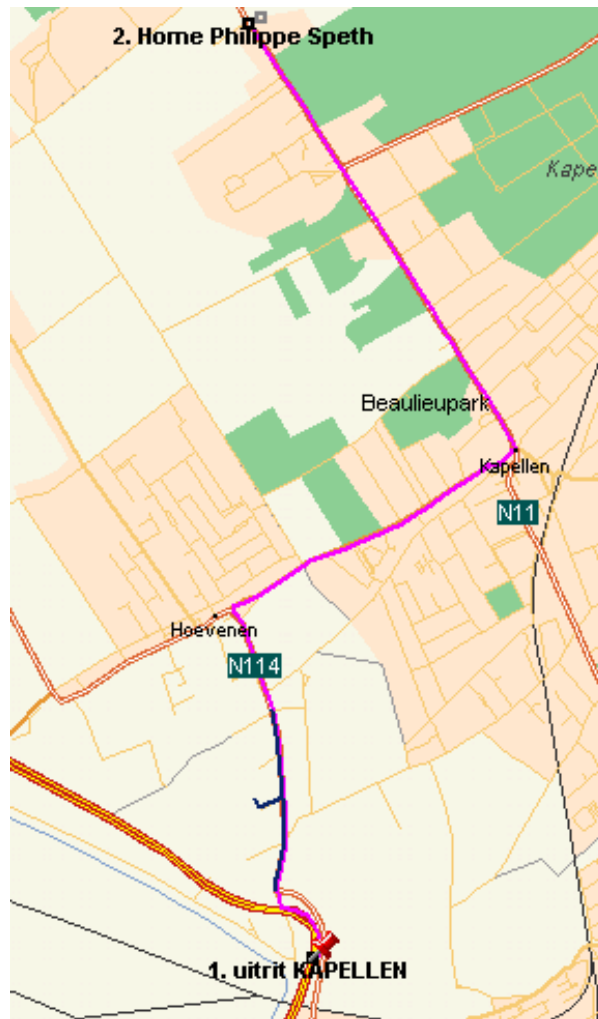 2. Home Philippe Speth
Kape
Beaulieupark
Kapellen
N11
Hoevenen
N114
1. uitrit KAPELLEN